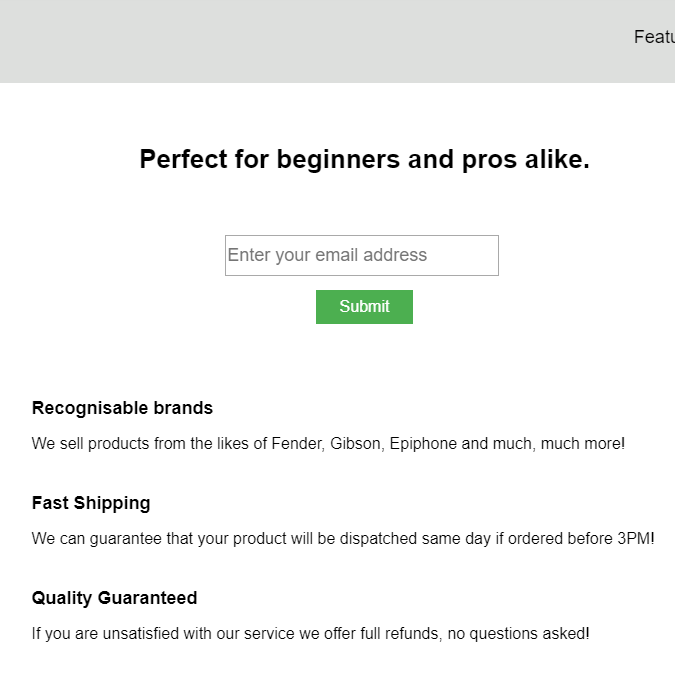 Featu
Perfect for beginners and pros alike.
Enter your email address
Submit
Recognisable brands
We sell products from the likes of Fender, Gibson, Epiphone and much, much more!
Fast Shipping
We can guarantee that your product will be dispatched same day if ordered before 3PM!
Quality Guaranteed
If you are unsatisfied with our service we offer full refunds, no questions asked!